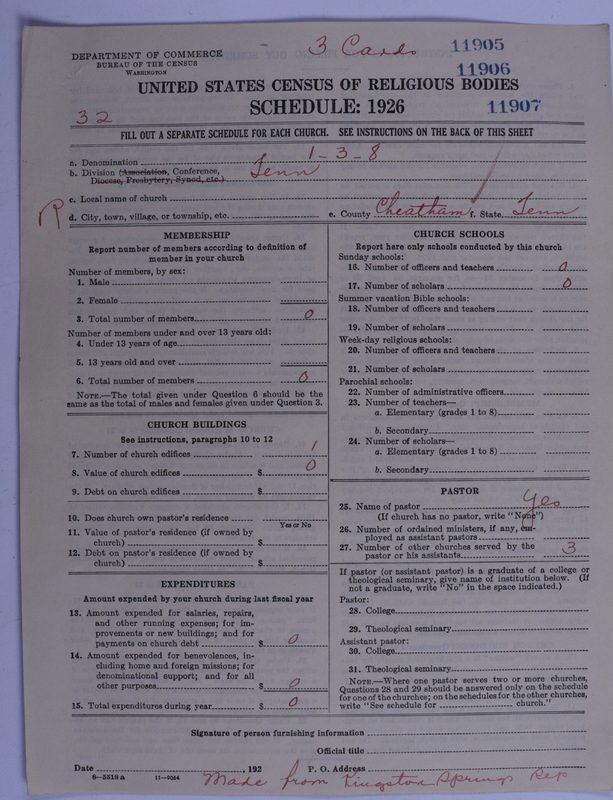 3 Cards 11905
DEPARTMENT OF COMMERCE
BUREAU OF THE CENSUS
WASHINGTON
11906
UNITED STATES CENSUS OF RELIGIOUS BODIES
32 SCHEDULE: 1926 11907
FILL OUT A SEPARATE SCHEDULE FOR EACH CHURCH. SEE INSTRUCTIONS ON THE BACK OF THIS SHEET
a. Denomination 1-3-8
b. Division (Association, Conference, Tenn
Diocese, Presbytery, Synod, etc.)
c. Local name of church
R d. City, town, village, or township, etc. e. County Cheatham f. State Tenn
MEMBERSHIP
Report number of members according to definition of
member in your church
Number of members, by sex:
1. Male
2. Female
3. Total number of members 0
Number of members under and over 13 years old:
4. Under 13 years of age
5. 13 years old and over
6. Total number of members 0
NOTE.—The total given under Question 6 should be the
same as the total of males and females given under Question 3.
CHURCH BUILDINGS
See instructions, paragraphs 10 to 12
7. Number of church edifices 1
8. Value of church edifices $ 0
9. Debt on church edifices $
10. Does church own pastor's residence
Yes or No
11. Value of pastor's residence (if owned by
church) $
12. Debt on pastor's residence (if owned by
church) $
EXPENDITURES
Amount expended by your church during last fiscal year
13. Amount expended for salaries, repairs,
and other running expenses; for im-
provements or new buildings; and for
payments on church debt $ 0
14. Amount expended for benevolences, in-
cluding home and foreign missions; for
denominational support; and for all
other purposes $ 0
15. Total expenditures during year $ 0
CHURCH SCHOOLS
Report here only schools conducted by this church
Sunday schools:
16. Number of officers and teachers 0
17. Number of scholars 0
Summer vacation Bible schools:
18. Number of officers and teachers
19. Number of scholars
Week-day religious schools:
20. Number of officers and teachers
21. Number of scholars
Parochial schools:
22. Number of administrative officers
23. Number of teachers—
a. Elementary (grades 1 to 8)
b. Secondary
24. Number of scholars—
a. Elementary (grades 1 to 8)
b. Secondary
PASTOR
25. Name of pastor Yes
(If church has no pastor, write "None")
26. Number of ordained ministers, if any, em-
ployed as assistant pastors
27. Number of other churches served by the
pastor or his assistants 3
If pastor (or assistant pastor) is a graduate of a college or
theological seminary, give name of institution below. (If
not a graduate, write "No" in the space indicated.)
Pastor:
28. College
29. Theological seminary
Assistant pastor:
30. College
31. Theological seminary
NOTE.—Where one pastor serves two or more churches,
Questions 28 and 29 should be answered only on the schedule
for one of the churches; on the schedules for the other churches,
write "See schedule for church."
Signature of person furnishing information
Official title
Date , 192 P. O. Address
8—5513 a 11—9564 Made from Kingston Springs Rep